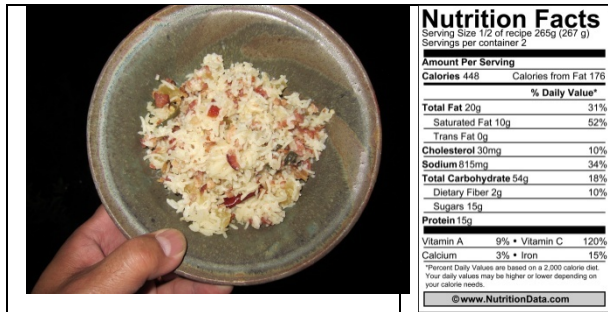 Nutrition Facts
Serving Size 1/2 of recipe 265g (267 g)
Servings per container 2
Amount Per Serving
Calories 448 Calories from Fat 176
% Daily Value*
Total Fat 20g 31%
Saturated Fat 10g 52%
Trans Fat 0g
Cholesterol 30mg 10%
Sodium 815mg 34%
Total Carbohydrate 54g 18%
Dietary Fiber 2g 10%
Sugars 15g
Protein 15g
Vitamin A 9% • Vitamin C 120%
Calcium 3% • Iron 15%
*Percent Daily Values are based on a 2,000 calorie diet.
Your daily values may be higher or lower depending on
your calorie needs.
©www.NutritionData.com